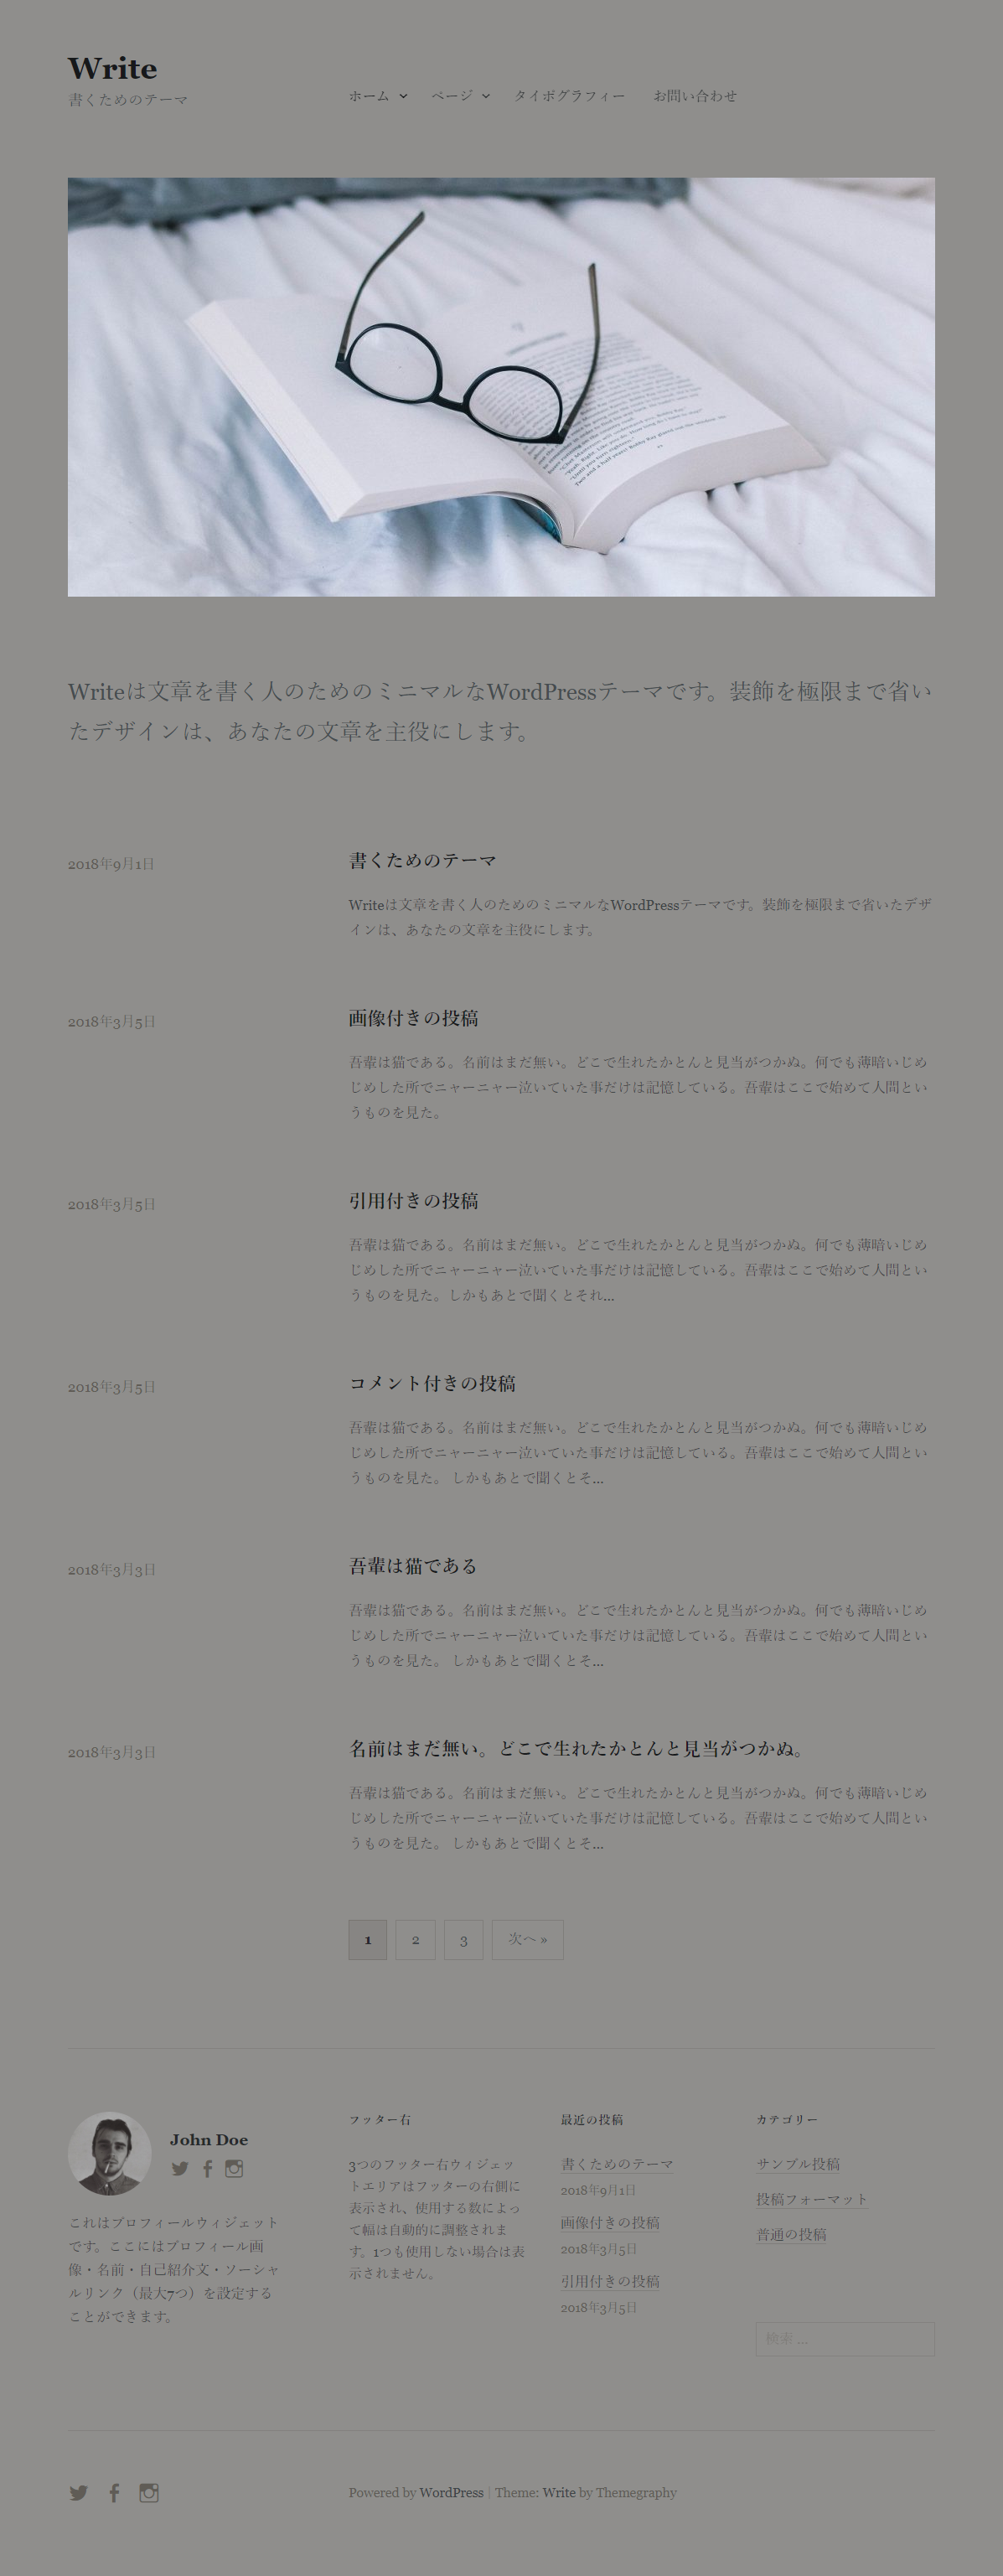 Write
書くためのテーマ
ホーム ページ タイポグラフィー お問い合わせ
Writeは文章を書く人のためのミニマルなWordPressテーマです。装飾を極限まで省い
たデザインは、あなたの文章を主役にします。
2018年9月1日
書くためのテーマ
Writeは文章を書く人のためのミニマルなWordPressテーマです。装飾を極限まで省いたデザ
インは、あなたの文章を主役にします。
2018年3月5日
画像付きの投稿
吾輩は猫である。名前はまだ無い。どこで生れたかとんと見当がつかぬ。何でも薄暗いじめ
じめした所でニャーニャー泣いていた事だけは記憶している。吾輩はここで始めて人間とい
うものを見た。
2018年3月5日
引用付きの投稿
吾輩は猫である。名前はまだ無い。どこで生れたかとんと見当がつかぬ。何でも薄暗いじめ
じめした所でニャーニャー泣いていた事だけは記憶している。吾輩はここで始めて人間とい
うものを見た。しかもあとで聞くとそれ…
2018年3月5日
コメント付きの投稿
吾輩は猫である。名前はまだ無い。どこで生れたかとんと見当がつかぬ。何でも薄暗いじめ
じめした所でニャーニャー泣いていた事だけは記憶している。吾輩はここで始めて人間とい
うものを見た。 しかもあとで聞くとそ…
2018年3月3日
吾輩は猫である
吾輩は猫である。名前はまだ無い。どこで生れたかとんと見当がつかぬ。何でも薄暗いじめ
じめした所でニャーニャー泣いていた事だけは記憶している。吾輩はここで始めて人間とい
うものを見た。 しかもあとで聞くとそ…
2018年3月3日
名前はまだ無い。どこで生れたかとんと見当がつかぬ。
吾輩は猫である。名前はまだ無い。どこで生れたかとんと見当がつかぬ。何でも薄暗いじめ
じめした所でニャーニャー泣いていた事だけは記憶している。吾輩はここで始めて人間とい
うものを見た。 しかもあとで聞くとそ…
1 2 3 次へ »
John Doe
これはプロフィールウィジェット
です。ここにはプロフィール画
像・名前・自己紹介文・ソーシャ
ルリンク（最大7つ）を設定する
ことができます。
フッター右
3つのフッター右ウィジェッ
トエリアはフッターの右側に
表示され、使用する数によっ
て幅は自動的に調整されま
す。1つも使用しない場合は表
示されません。
最近の投稿
書くためのテーマ
2018年9月1日
画像付きの投稿
2018年3月5日
引用付きの投稿
2018年3月5日
カテゴリー
サンプル投稿
投稿フォーマット
普通の投稿
検索 …
Powered by WordPress | Theme: Write by Themegraphy